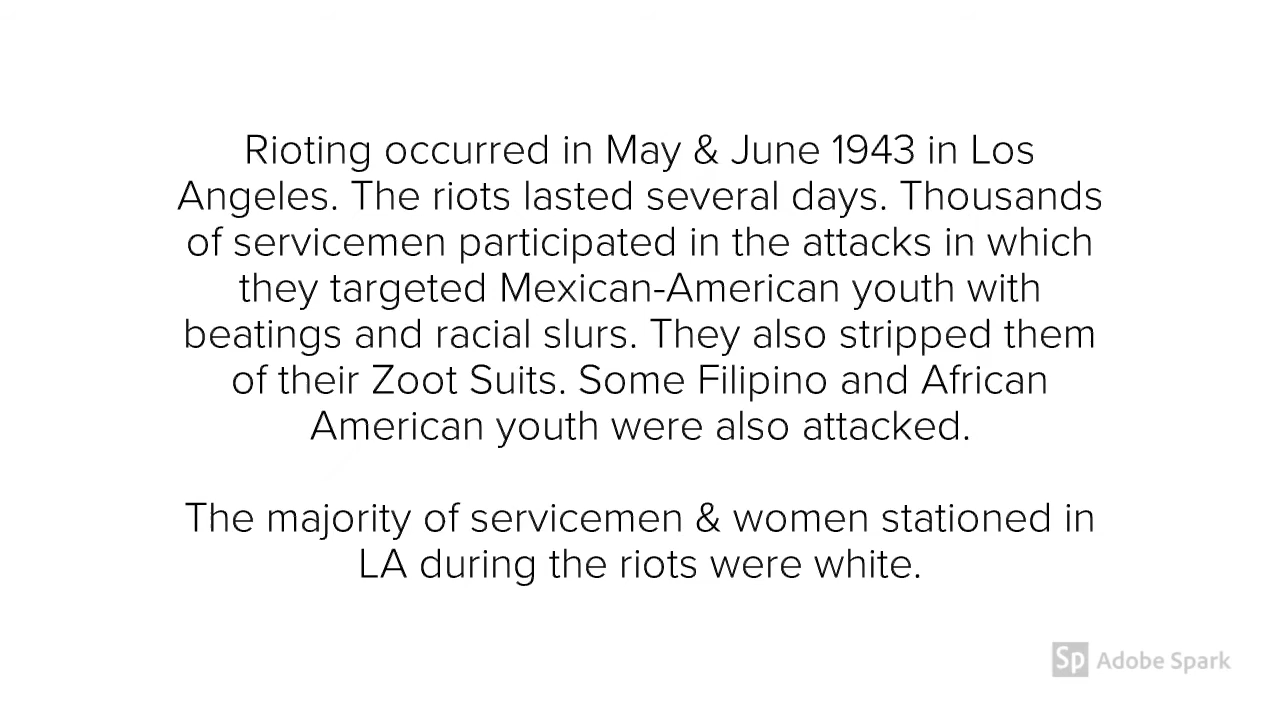 Rioting occurred in May & June 1943 in Los
Angeles. The riots lasted several days. Thousands
of servicemen participated in the attacks in which
they targeted Mexican-American youth with
beatings and racial slurs. They also stripped them
of their Zoot Suits. Some Filipino and African
American youth were also attacked.
The majority of servicemen & women stationed in
LA during the riots were white.
Sp Adobe Spark